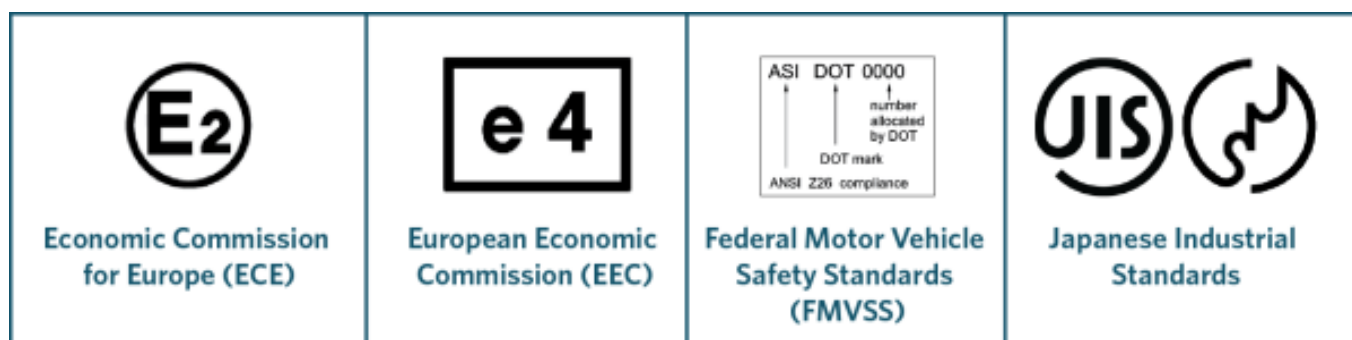 E2
Economic Commission
for Europe (ECE)
e 4
European Economic
Commission (EEC)
ASI DOT 0000
number
allocated
by DOT
DOT mark
ANSI Z26 compliance
Federal Motor Vehicle
Safety Standards
(FMVSS)
JIS
Japanese Industrial
Standards